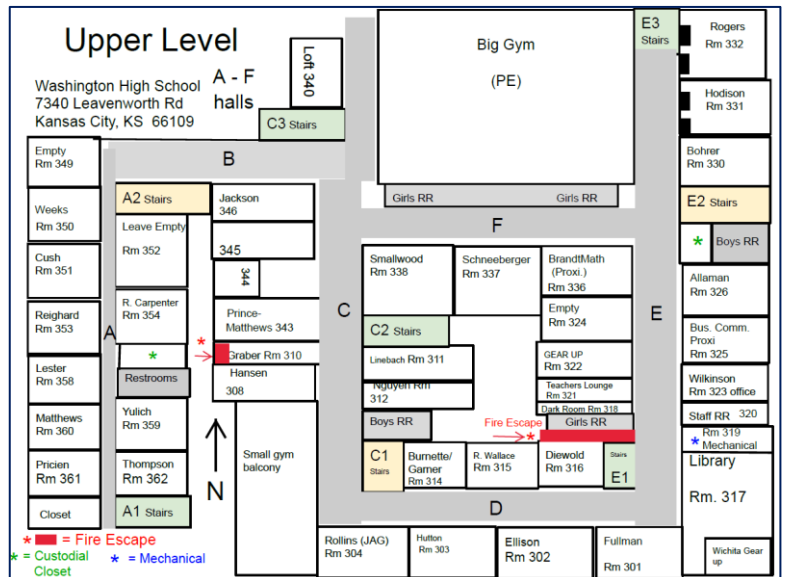 Upper Level
Washington High School
7340 Leavenworth Rd
Kansas City, KS 66109
A - F
halls
Loft 340
C3 Stairs
Big Gym
(PE)
E3
Stairs
Rogers
Rm 332
Hodison
Rm 331
Bohrer
Rm 330
E2 Stairs
* Boys RR
Allaman
Rm 326
Bus. Comm.
Proxi
Rm 325
Wilkinson
Rm 323 office
Staff RR 320
Rm 319
* Mechanical
Library
Rm. 317
Wichita Gear
up
B
Empty
Rm 349
Weeks
Rm 350
Cush
Rm 351
Reighard
Rm 353
Lester
Rm 358
Matthews
Rm 360
Pricien
Rm 361
Closet
A
A2 Stairs
Leave Empty
Rm 352
R. Carpenter
Rm 354
*
Restrooms
Yulich
Rm 359
Thompson
Rm 362
A1 Stairs
Jackson
346
345
344
Prince-
Matthews 343
*
Graber Rm 310
Hansen
308
N
Small gym
balcony
C
Girls RR Girls RR
F
Smallwood
Rm 338
Schneeberger
Rm 337
BrandtMath
(Proxi.)
Rm 336
C2 Stairs
Empty
Rm 324
Linebach Rm 311
GEAR UP
Rm 322
Nguyen Rm
312
Teachers Lounge
Rm 321
Dark Room Rm 318
Boys RR
Fire Escape
*
Girls RR
C1
Stairs
Burnette/
Garner
Rm 314
R. Wallace
Rm 315
Diewold
Rm 316
Stairs
E1
E
D
Rollins (JAG)
Rm 304
Hutton
Rm 303
Ellison
Rm 302
Fullman
Rm 301
* = Fire Escape
* = Custodial
Closet
* = Mechanical